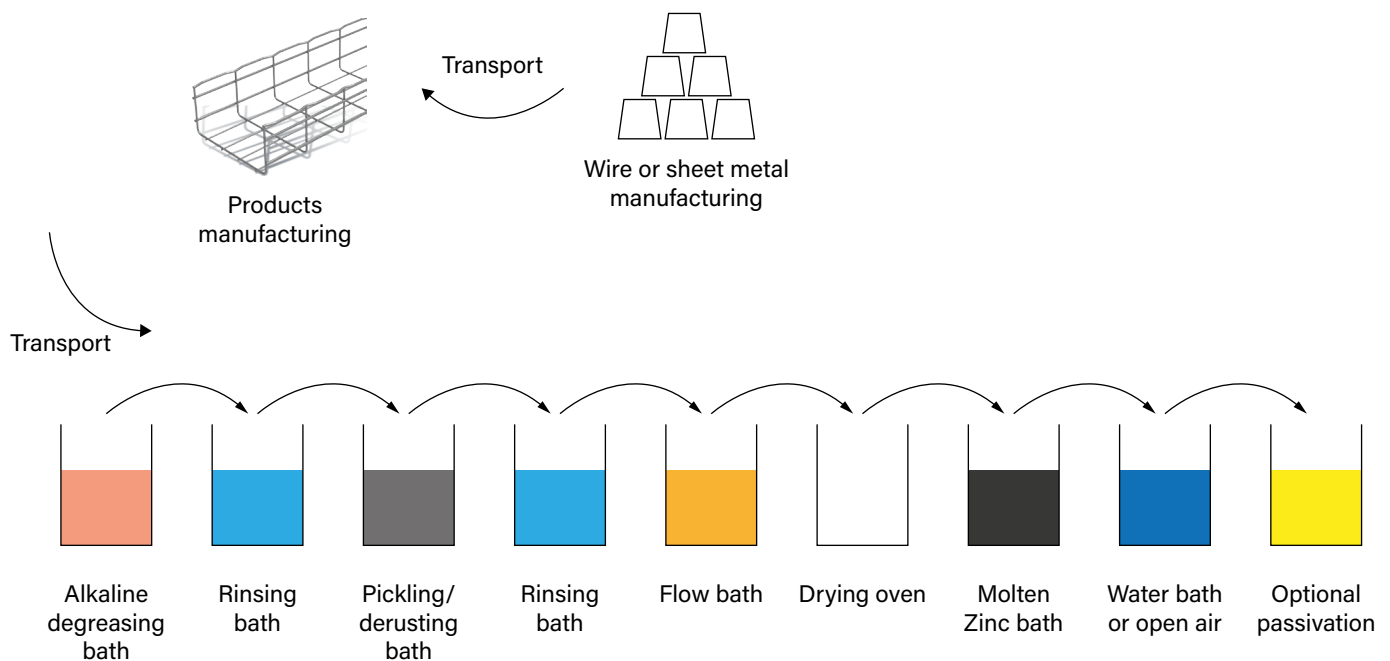 Transport
Wire or sheet metal
manufacturing
Products
manufacturing
Transport
Alkaline
degreasing
bath
Rinsing
bath
Pickling/
derusting
bath
Rinsing
bath
Flow bath
Drying oven
Molten
Zinc bath
Water bath
or open air
Optional
passivation